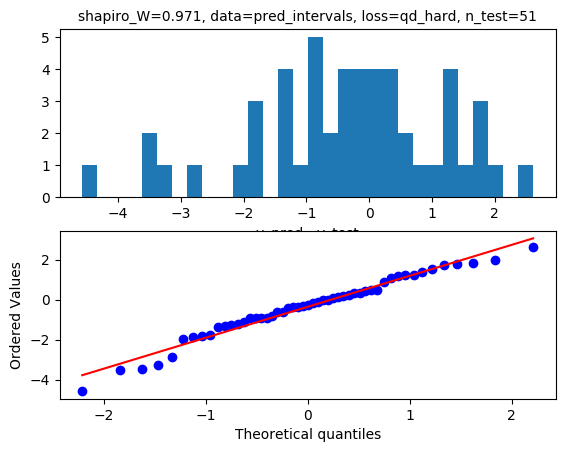 shapiro_W=0.971, data=pred_intervals, loss=qd_hard, n_test=51
5
4
3
2
1
0
−4 −3 −2 −1 0 1 2
2
0
−2
−4
Ordered Values
−2 −1 0 1 2
Theoretical quantiles